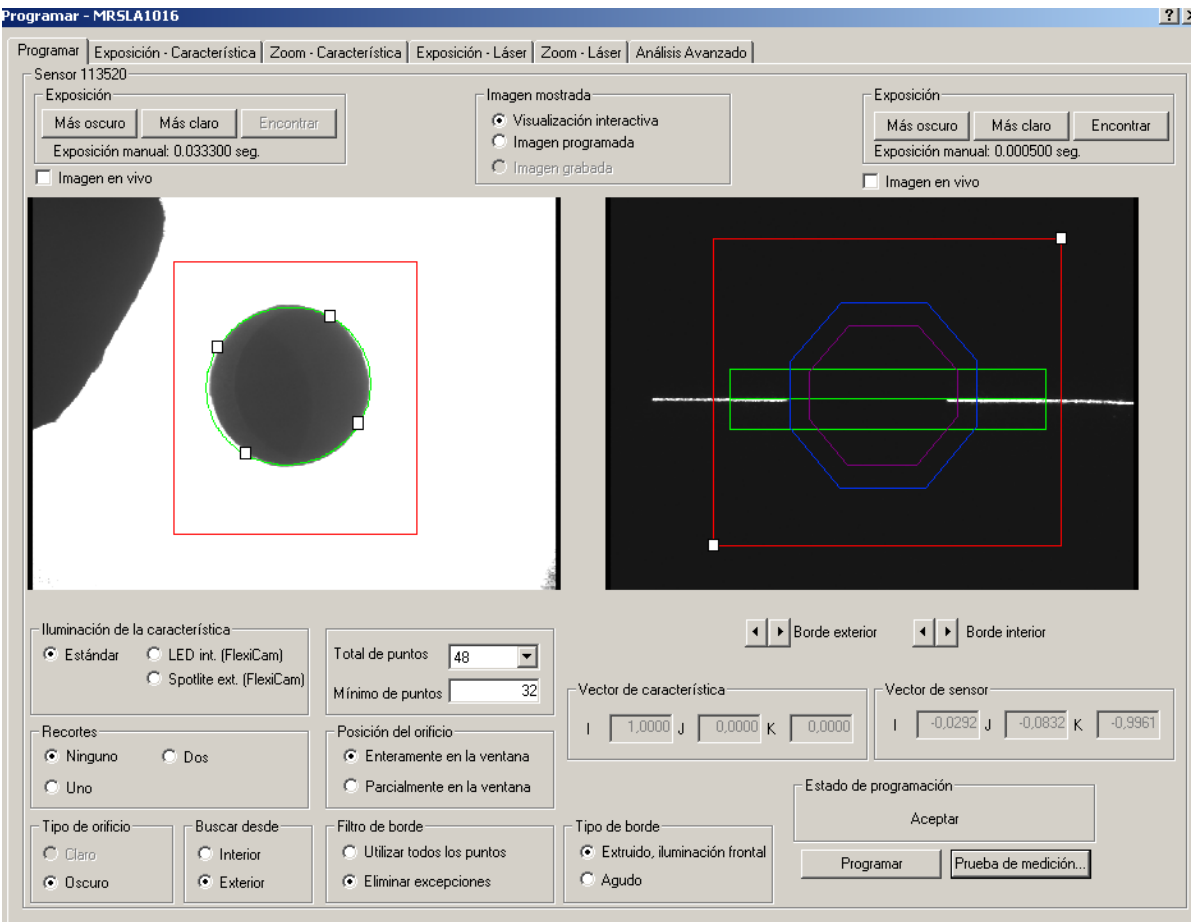 Programar - MRSLA1016
Programar Exposición - Característica Zoom - Característica Exposición - Láser Zoom - Láser Análisis Avanzado
Sensor 113520
Exposición
Más oscuro Más claro Encontrar
Exposición manual: 0.033300 seg.
Imagen en vivo
Imagen mostrada
Visualización interactiva
Imagen programada
Imagen grabada
Exposición
Más oscuro Más claro Encontrar
Exposición manual: 0.000500 seg.
Imagen en vivo
Borde exterior Borde interior
Iluminación de la característica
Estándar LED int. (FlexiCam)
Spotlite ext. (FlexiCam)
Total de puntos 48
Mínimo de puntos 32
Vector de característica
I 1,0000 J 0,0000 K 0,0000
Vector de sensor
I -0,0292 J -0,0832 K -0,9961
Recortes
Ninguno Dos
Uno
Posición del orificio
Enteramente en la ventana
Parcialmente en la ventana
Estado de programación
Aceptar
Tipo de orificio
Claro
Oscuro
Buscar desde
Interior
Exterior
Filtro de borde
Utilizar todos los puntos
Eliminar excepciones
Tipo de borde
Extruido, iluminación frontal
Agudo
Programar Prueba de medición...